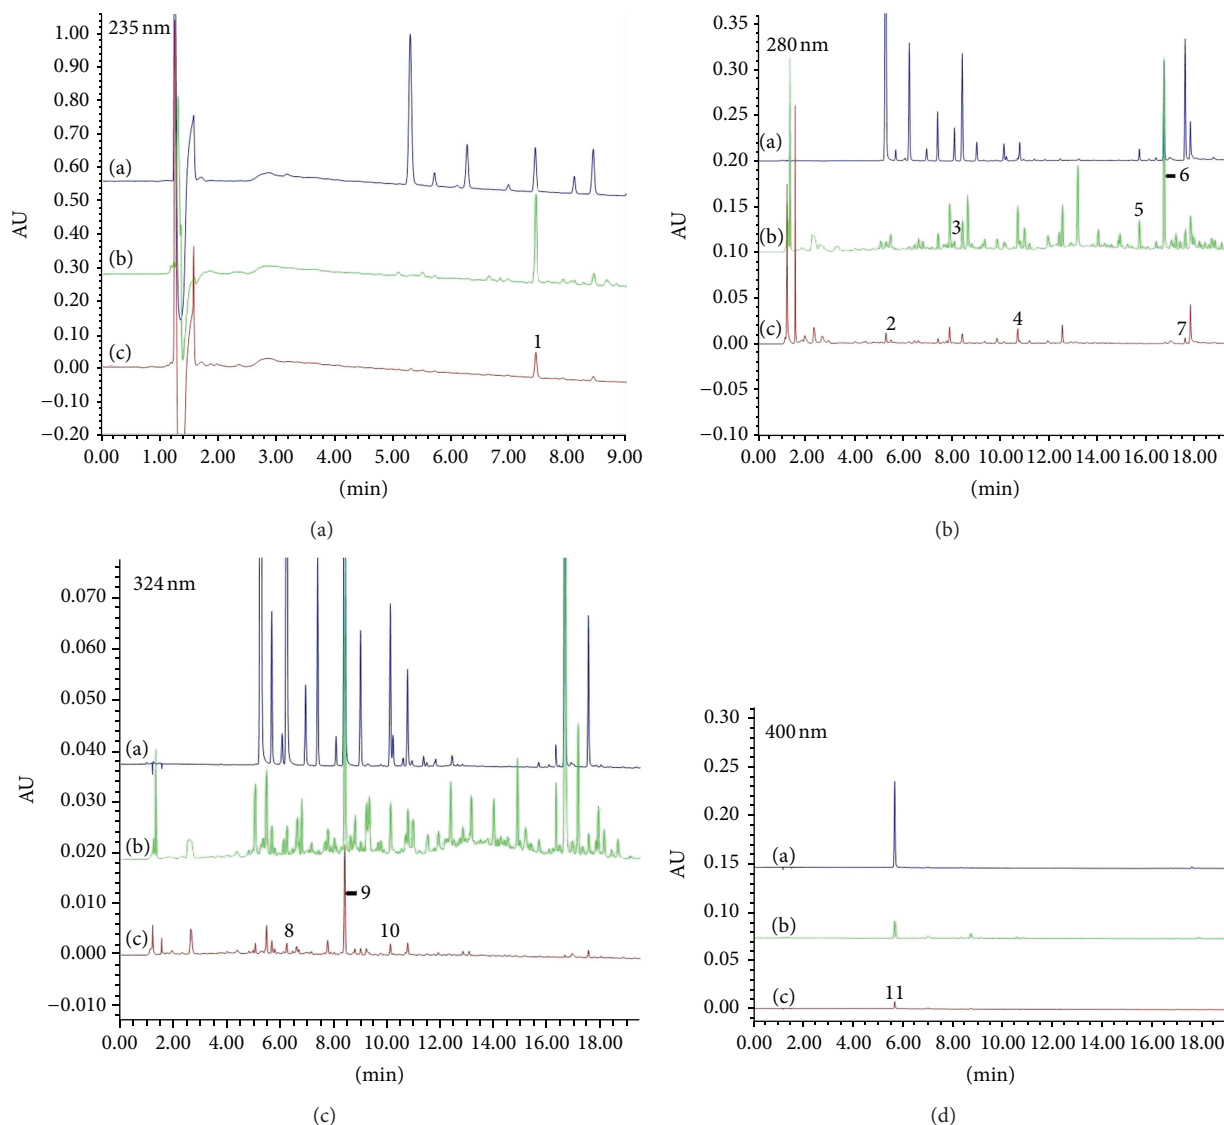 235 nm
AU
1.00
0.90
0.80
0.70
0.60
0.50
0.40
0.30
0.20
0.10
0.00
−0.10
−0.20
(a)
(b)
(c)
1
0.00 1.00 2.00 3.00 4.00 5.00 6.00 7.00 8.00 9.00
(min)
(a)
280 nm
AU
0.35
0.30
0.25
0.20
0.15
0.10
0.05
0.00
−0.05
−0.10
(a)
6
3
5
(b)
2
4
7
(c)
0.00 2.00 4.00 6.00 8.00 10.00 12.00 14.00 16.00 18.00
(min)
(b)
324 nm
AU
0.070
0.060
0.050
0.040
0.030
0.020
0.010
0.000
−0.010
(a)
(b)
9
8
10
(c)
0.00 2.00 4.00 6.00 8.00 10.00 12.00 14.00 16.00 18.00
(min)
(c)
400 nm
AU
0.30
0.25
0.20
0.15
0.10
0.05
0.00
(a)
(b)
(c)
11
0.00 2.00 4.00 6.00 8.00 10.00 12.00 14.00 16.00 18.00
(min)
(d)